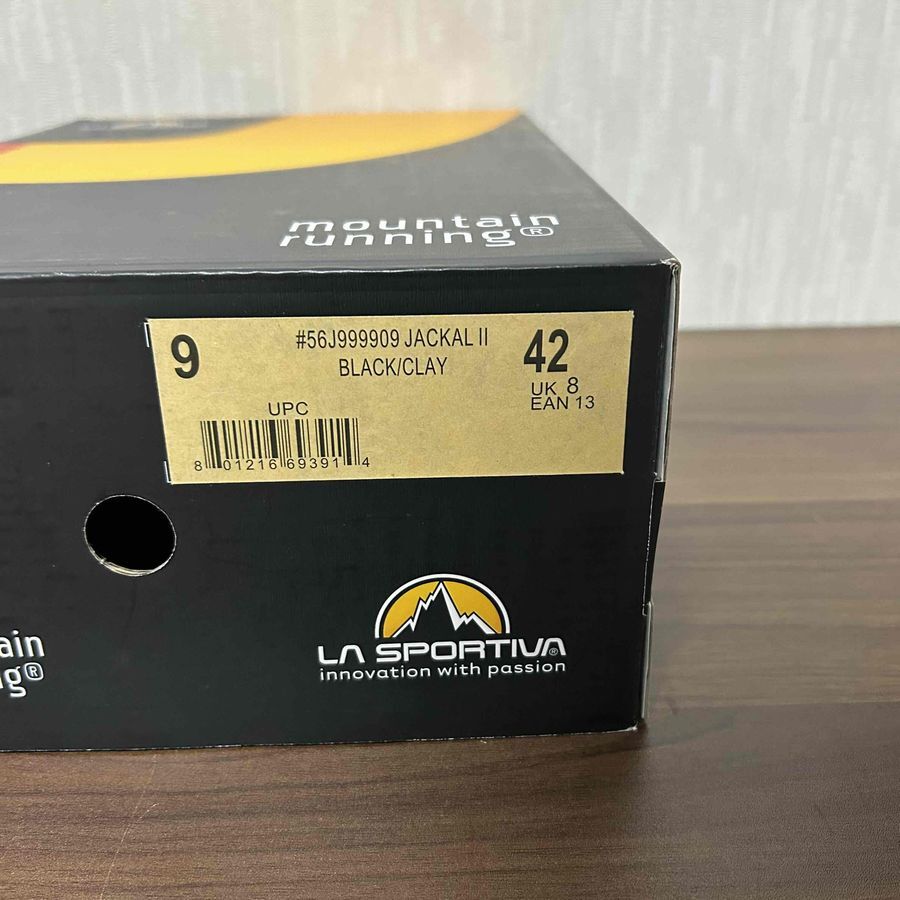 mountain
running®
9
#56J999909 JACKAL II
BLACK/CLAY
42
UK 8
EAN 13
UPC
8 01216 69391 4
LA SPORTIVA®
innovation with passion